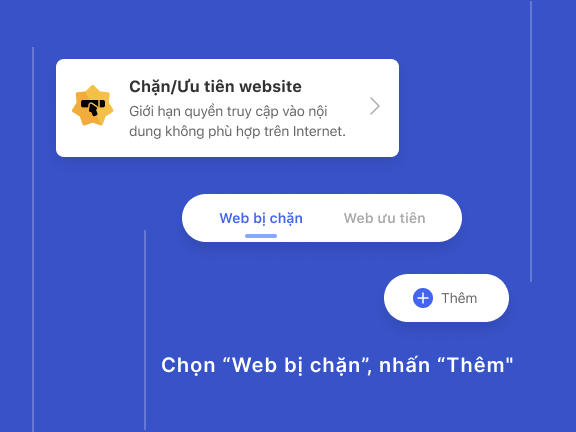 Chặn/Ưu tiên website
Giới hạn quyền truy cập vào nội
dung không phù hợp trên Internet.
Web bị chặn
Web ưu tiên
Thêm
Chọn “Web bị chặn”, nhấn “Thêm"